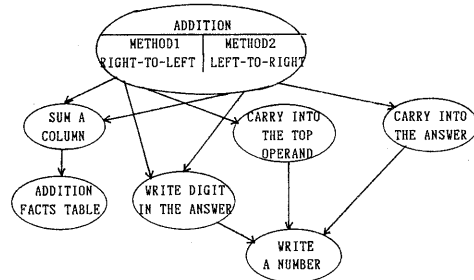 ADDITION
METHOD1 METHOD2
RIGHT-TO-LEFT LEFT-TO-RIGHT
SUM A
COLUMN
CARRY INTO
THE TOP
OPERAND
CARRY INTO
THE ANSWER
ADDITION
FACTS TABLE
WRITE DIGIT
IN THE ANSWER
WRITE
A NUMBER